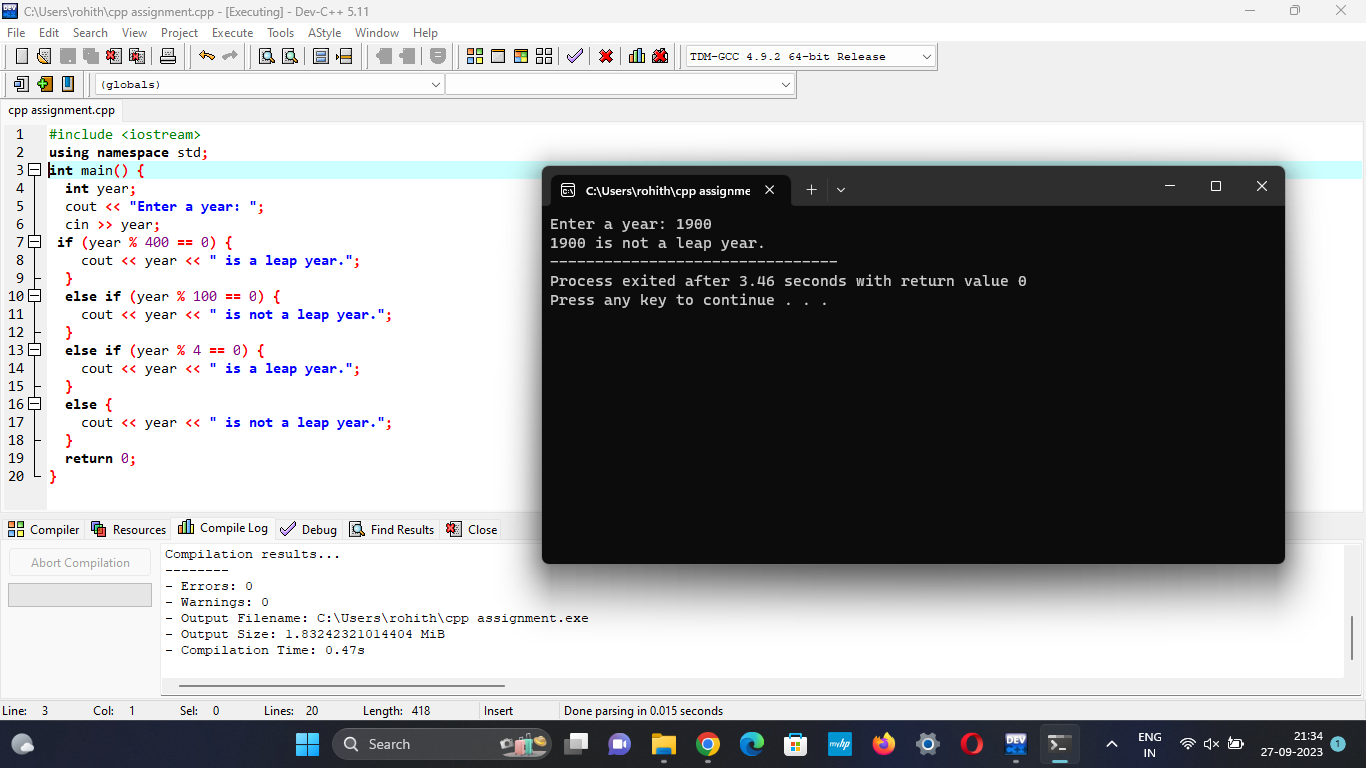 C:\Users\rohith\cpp assignment.cpp - [Executing] - Dev-C++ 5.11
File Edit Search View Project Execute Tools AStyle Window Help
TDM-GCC 4.9.2 64-bit Release
(globals)
cpp assignment.cpp
1 #include <iostream>
2 using namespace std;
3 int main() {
4 int year;
5 cout << "Enter a year: ";
6 cin >> year;
7 if (year % 400 == 0) {
8 cout << year << " is a leap year.";
9 }
10 else if (year % 100 == 0) {
11 cout << year << " is not a leap year.";
12 }
13 else if (year % 4 == 0) {
14 cout << year << " is a leap year.";
15 }
16 else {
17 cout << year << " is not a leap year.";
18 }
19 return 0;
20 }
C:\Users\rohith\cpp assignme
Enter a year: 1900
1900 is not a leap year.
--------------------------------
Process exited after 3.46 seconds with return value 0
Press any key to continue . . .
Compiler Resources Compile Log Debug Find Results Close
Abort Compilation
Compilation results...
--------
- Errors: 0
- Warnings: 0
- Output Filename: C:\Users\rohith\cpp assignment.exe
- Output Size: 1.83242321014404 MiB
- Compilation Time: 0.47s
Line: 3 Col: 1 Sel: 0 Lines: 20 Length: 418 Insert Done parsing in 0.015 seconds
Search
myhp
DEV
ENG
IN
21:34
27-09-2023
1